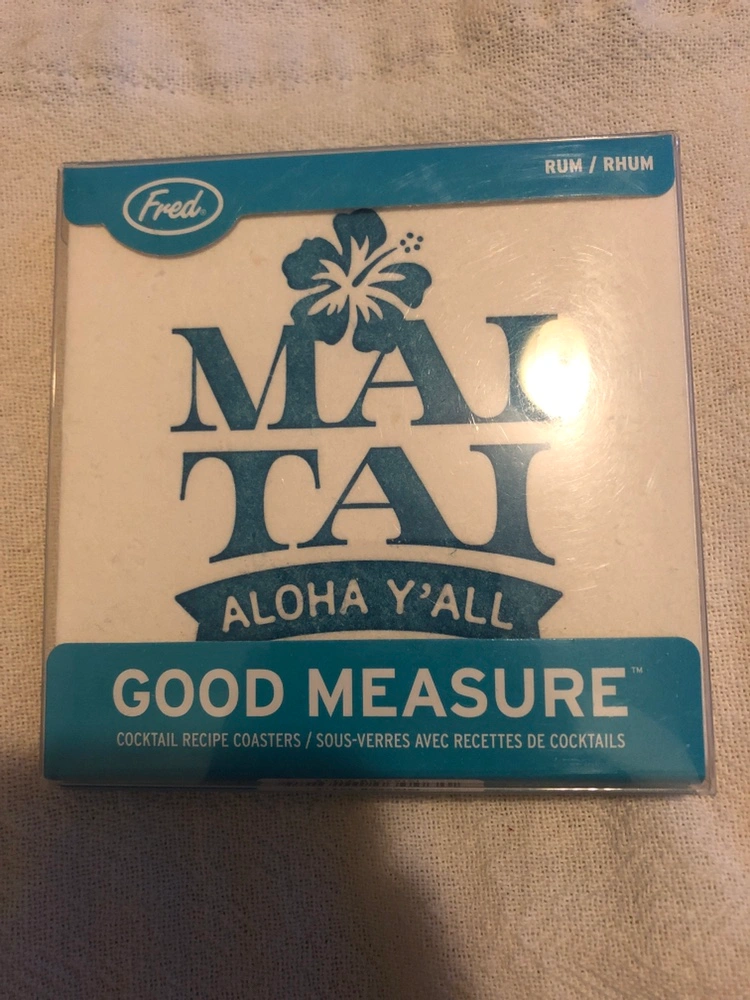 Fred®
RUM / RHUM
MAI
TAI
ALOHA Y'ALL
GOOD MEASURE™
COCKTAIL RECIPE COASTERS / SOUS-VERRES AVEC RECETTES DE COCKTAILS